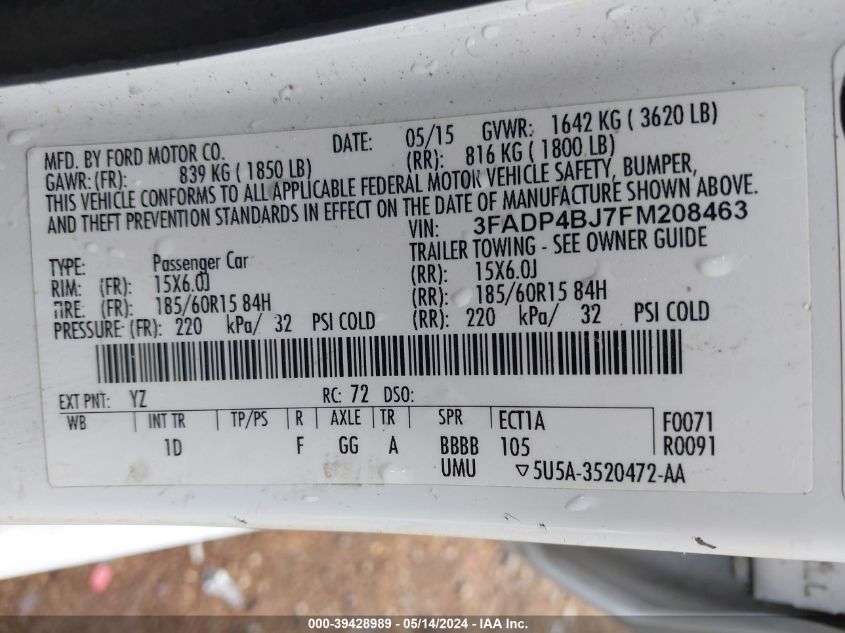 MFD. BY FORD MOTOR CO. DATE: 05/15 GVWR: 1642 KG ( 3620 LB)
GAWR: (FR): 839 KG ( 1850 LB) (RR): 816 KG ( 1800 LB)
THIS VEHICLE CONFORMS TO ALL APPLICABLE FEDERAL MOTOR VEHICLE SAFETY, BUMPER,
AND THEFT PREVENTION STANDARDS IN EFFECT ON THE DATE OF MANUFACTURE SHOWN ABOVE.
VIN: 3FADP4BJ7FM208463
TYPE: Passenger Car TRAILER TOWING - SEE OWNER GUIDE
RIM: (FR): 15X6.0J (RR): 15X6.0J
TIRE: (FR): 185/60R15 84H (RR): 185/60R15 84H
PRESSURE: (FR): 220 kPa/ 32 PSI COLD (RR): 220 kPa/ 32 PSI COLD
EXT PNT: YZ RC: 72 DSO:
WB INT TR TP/PS R AXLE TR SPR ECT1A F0071
1D F GG A BBBB 105 R0091
UMU ▽5U5A-3520472-AA
000-39428989 — 05/14/2024 — IAA Inc.